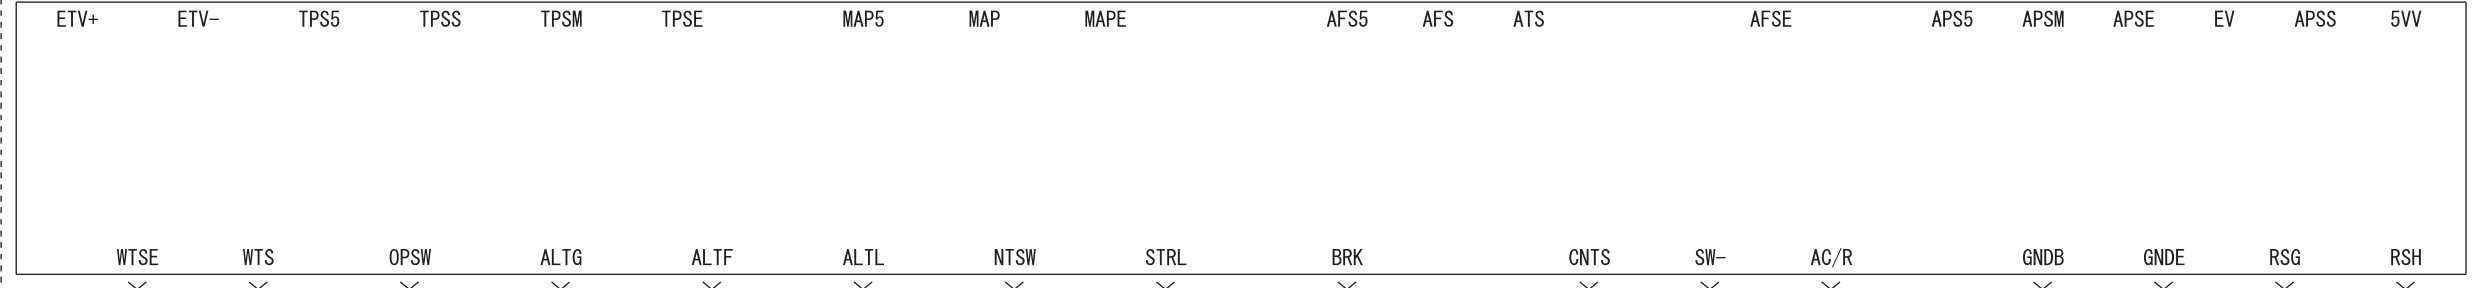 ETV+ ETV- TPS5 TPSS TPSM TPSE MAP5 MAP MAPE AFS5 AFS ATS AFSE APS5 APSM APSE EV APSS 5VV
WTSE WTS OPSW ALTG ALTF ALTL NTSW STRL BRK CNTS SW- AC/R GNDB GNDE RSG RSH